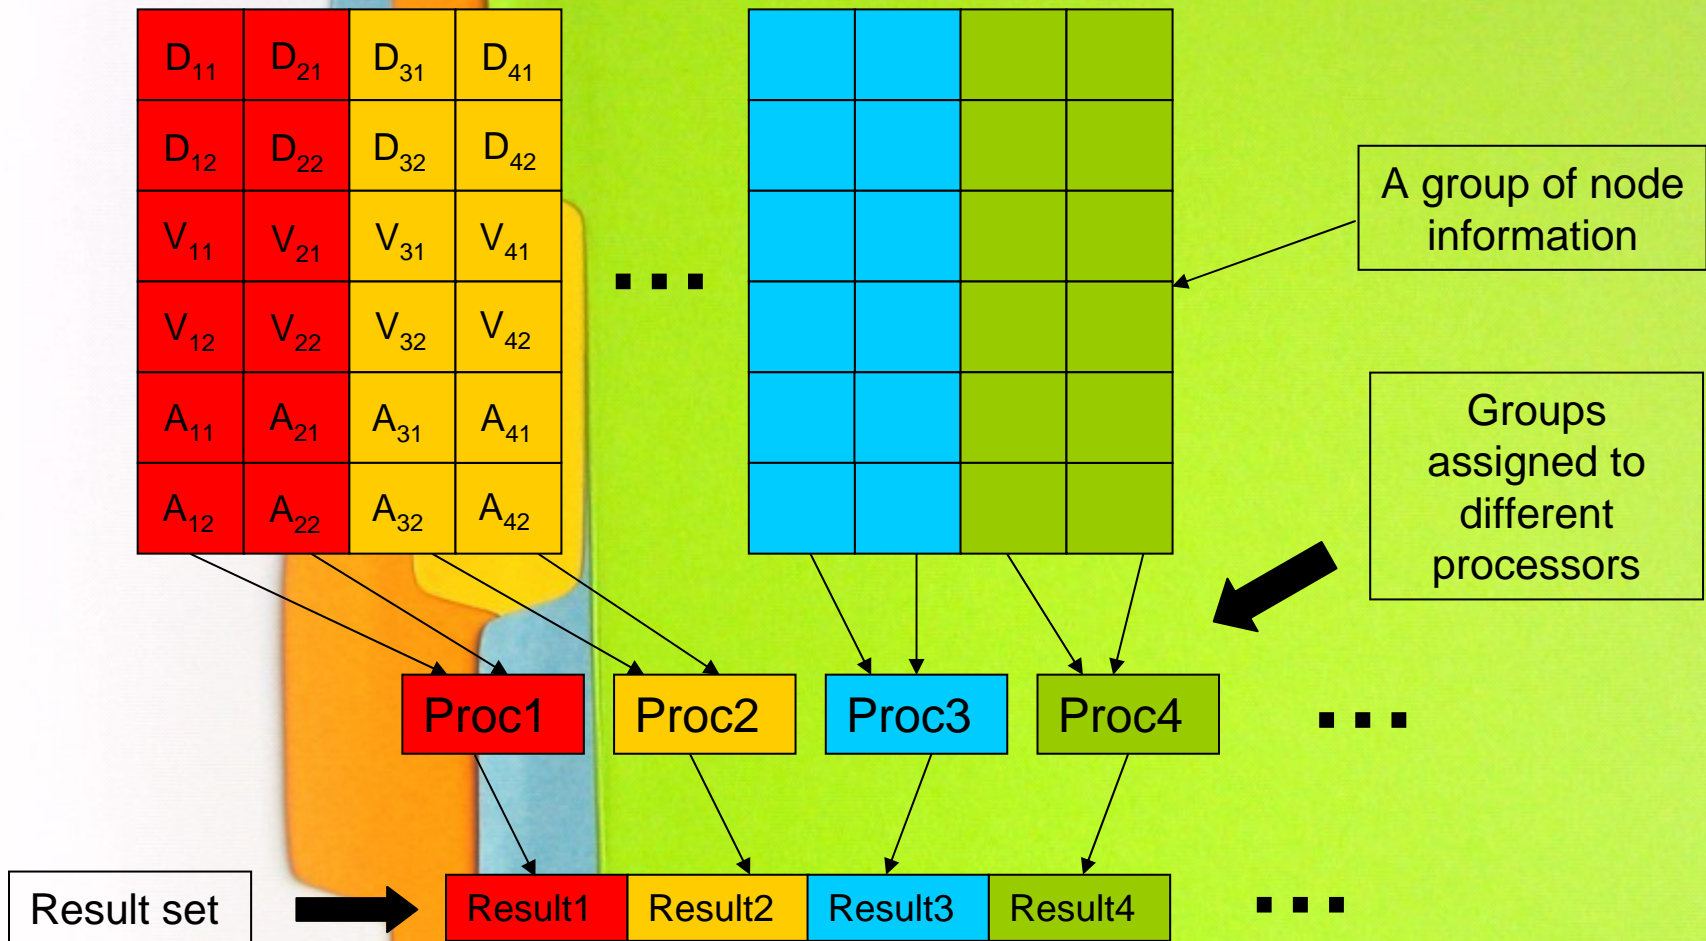 D11 D21 D31 D41
D12 D22 D32 D42
V11 V21 V31 V41
V12 V22 V32 V42
A11 A21 A31 A41
A12 A22 A32 A42
...
A group of node
information
Groups
assigned to
different
processors
Proc1 Proc2 Proc3 Proc4 ...
Result set
Result1 Result2 Result3 Result4 ...